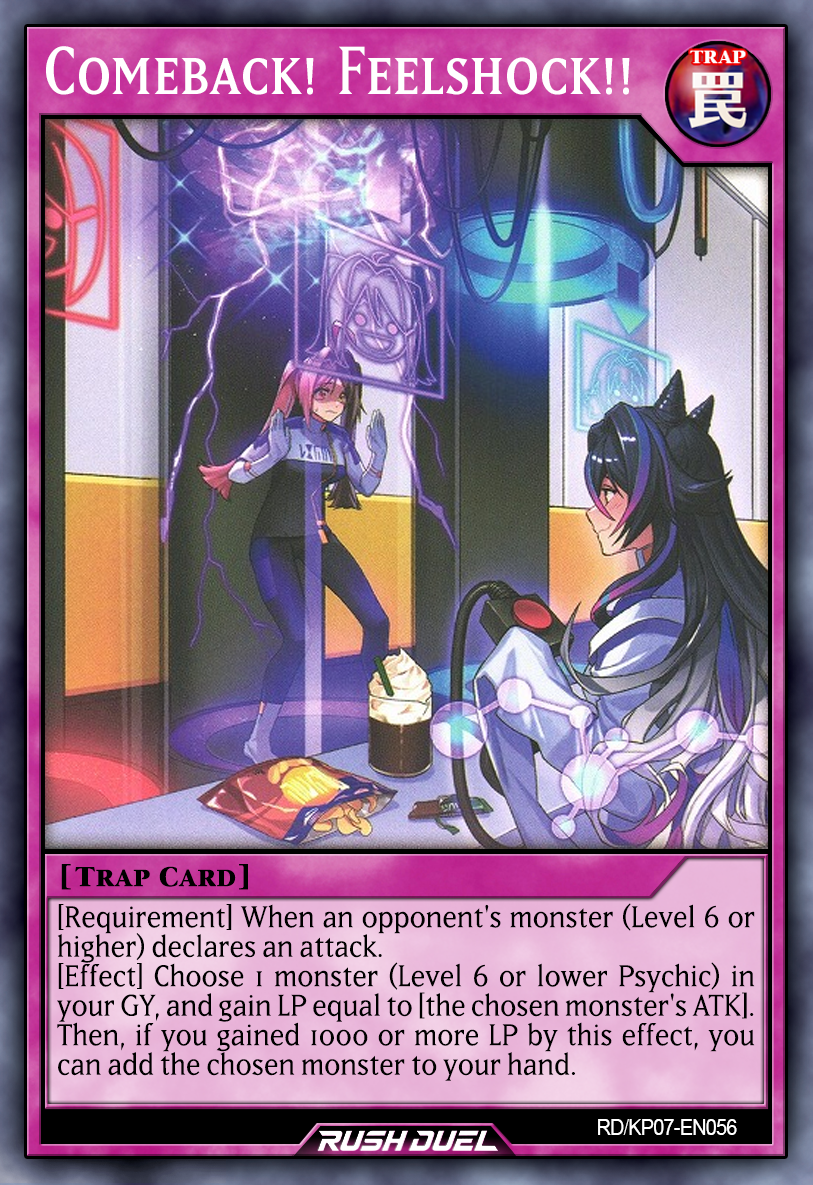 Comeback! Feelshock!!
TRAP
罠
[Trap Card]
[Requirement] When an opponent's monster (Level 6 or
higher) declares an attack.
[Effect] Choose 1 monster (Level 6 or lower Psychic) in
your GY, and gain LP equal to [the chosen monster's ATK].
Then, if you gained 1000 or more LP by this effect, you
can add the chosen monster to your hand.
RUSH DUEL
RD/KP07-EN056